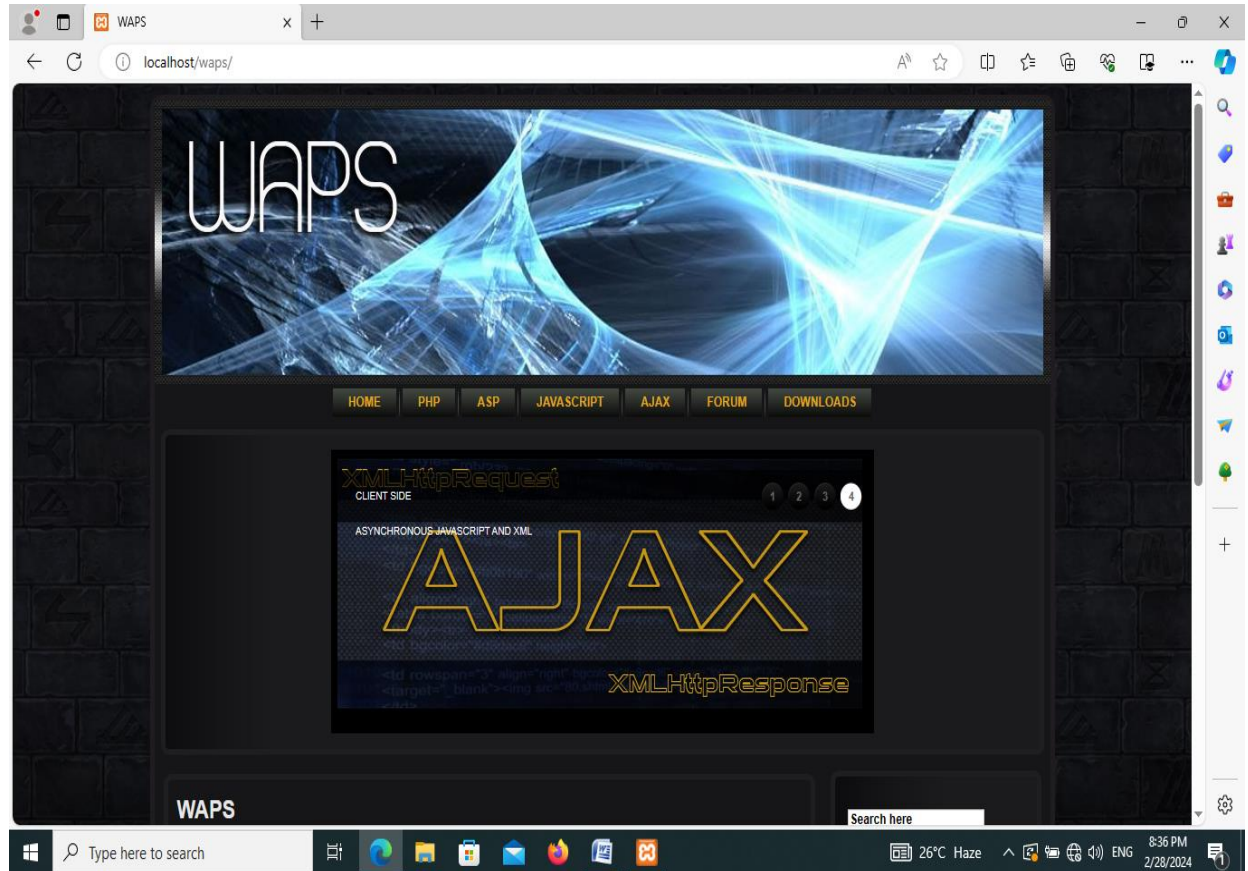 WAPS
localhost/waps/
WAPS
HOME PHP ASP JAVASCRIPT AJAX FORUM DOWNLOADS
XMLHttpRequest
CLIENT SIDE
1 2 3 4
ASYNCHRONOUS JAVASCRIPT AND XML
AJAX
XMLHttpResponse
WAPS
Search here
Type here to search
26°C Haze
ENG
8:36 PM
2/28/2024
1